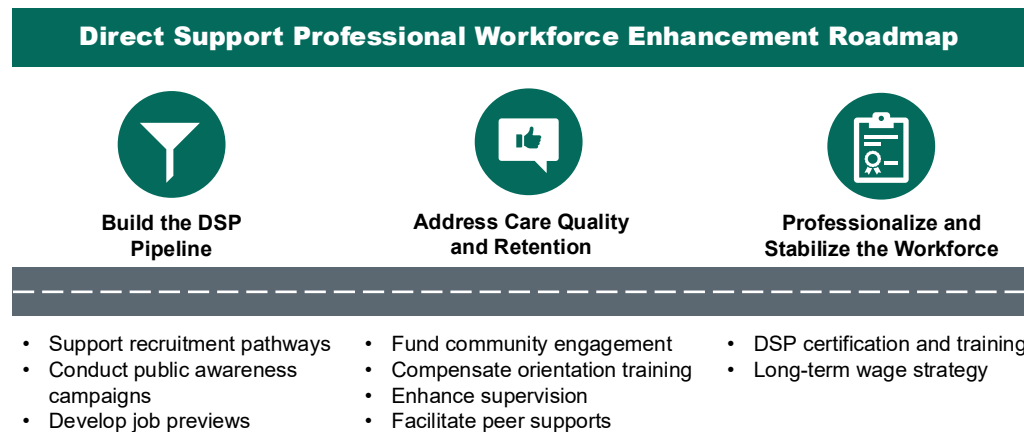 Direct Support Professional Workforce Enhancement Roadmap
Build the DSP
Pipeline
Address Care Quality
and Retention
Professionalize and
Stabilize the Workforce
• Support recruitment pathways
• Conduct public awareness
campaigns
• Develop job previews
• Fund community engagement
• Compensate orientation training
• Enhance supervision
• Facilitate peer supports
• DSP certification and training
• Long-term wage strategy